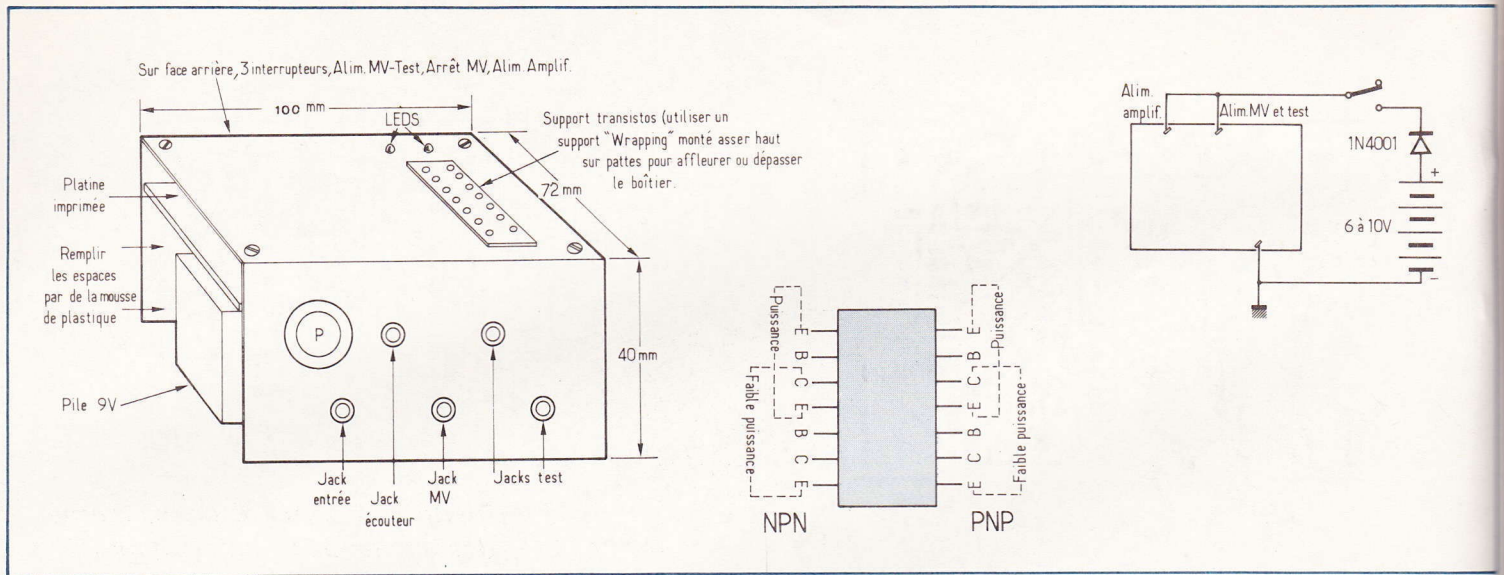 Sur face arrière, 3 interrupteurs, Alim. MV-Test, Arrêt MV, Alim. Amplif.
100 mm
LEDS
Support transistos (utiliser un
support "Wrapping" monté asser haut
sur pattes pour affleurer ou dépasser
le boîtier.
72 mm
Platine
imprimée
Remplir
les espaces
par de la mousse
de plastique
Pile 9V
P
40 mm
Jack
entrée
Jack
écouteur
Jack
MV
Jacks test
Puissance
Faible puissance
E
B
C
E
B
C
E
NPN
E
B
C
E
B
C
E
Puissance
Faible puissance
PNP
Alim.
amplif.
Alim.MV et test
1N4001
+
6 à 10V
−